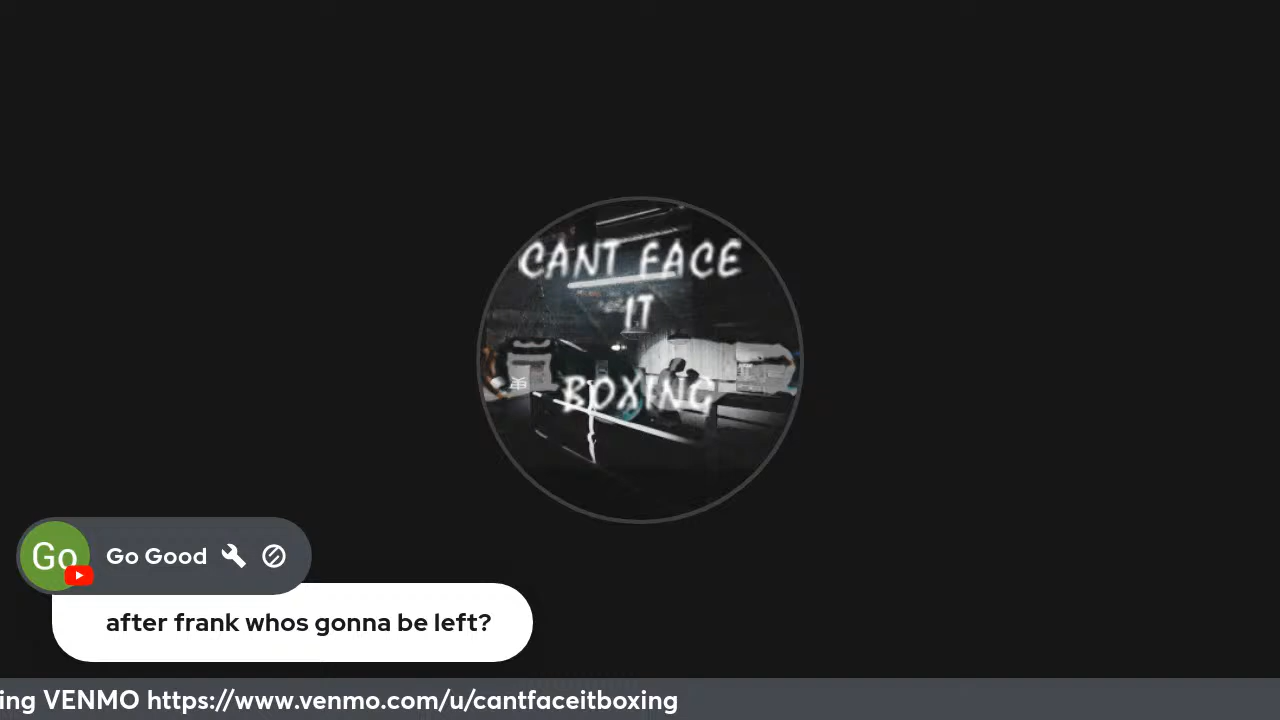 CANT FACE
IT
BOXING
Go
Go Good
after frank whos gonna be left?
ing VENMO https://www.venmo.com/u/cantfaceitboxing